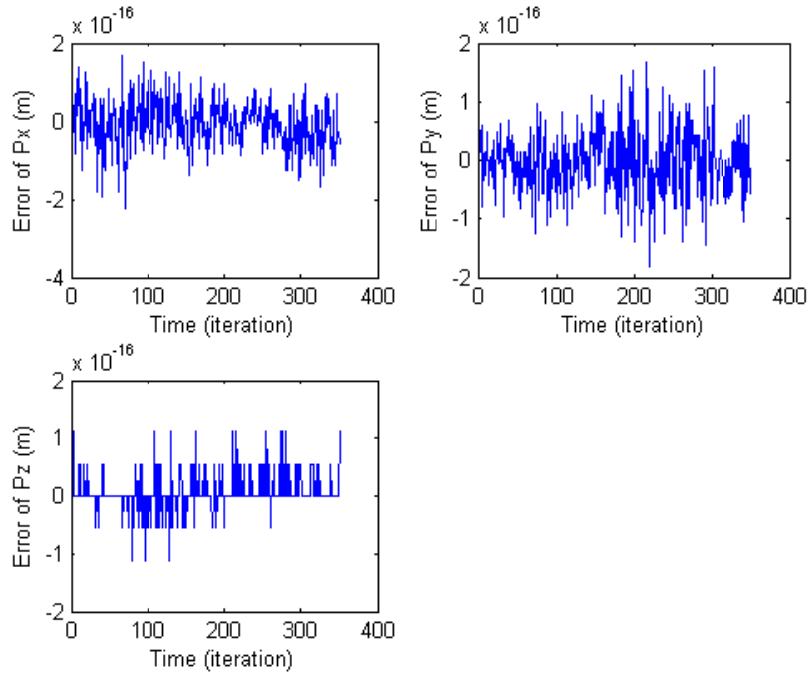 x 10^-16
2
0
-2
-4
0 100 200 300 400
Error of Px (m)
Time (iteration)
x 10^-16
2
1
0
-1
-2
0 100 200 300 400
Error of Py (m)
Time (iteration)
x 10^-16
2
1
0
-1
-2
0 100 200 300 400
Error of Pz (m)
Time (iteration)